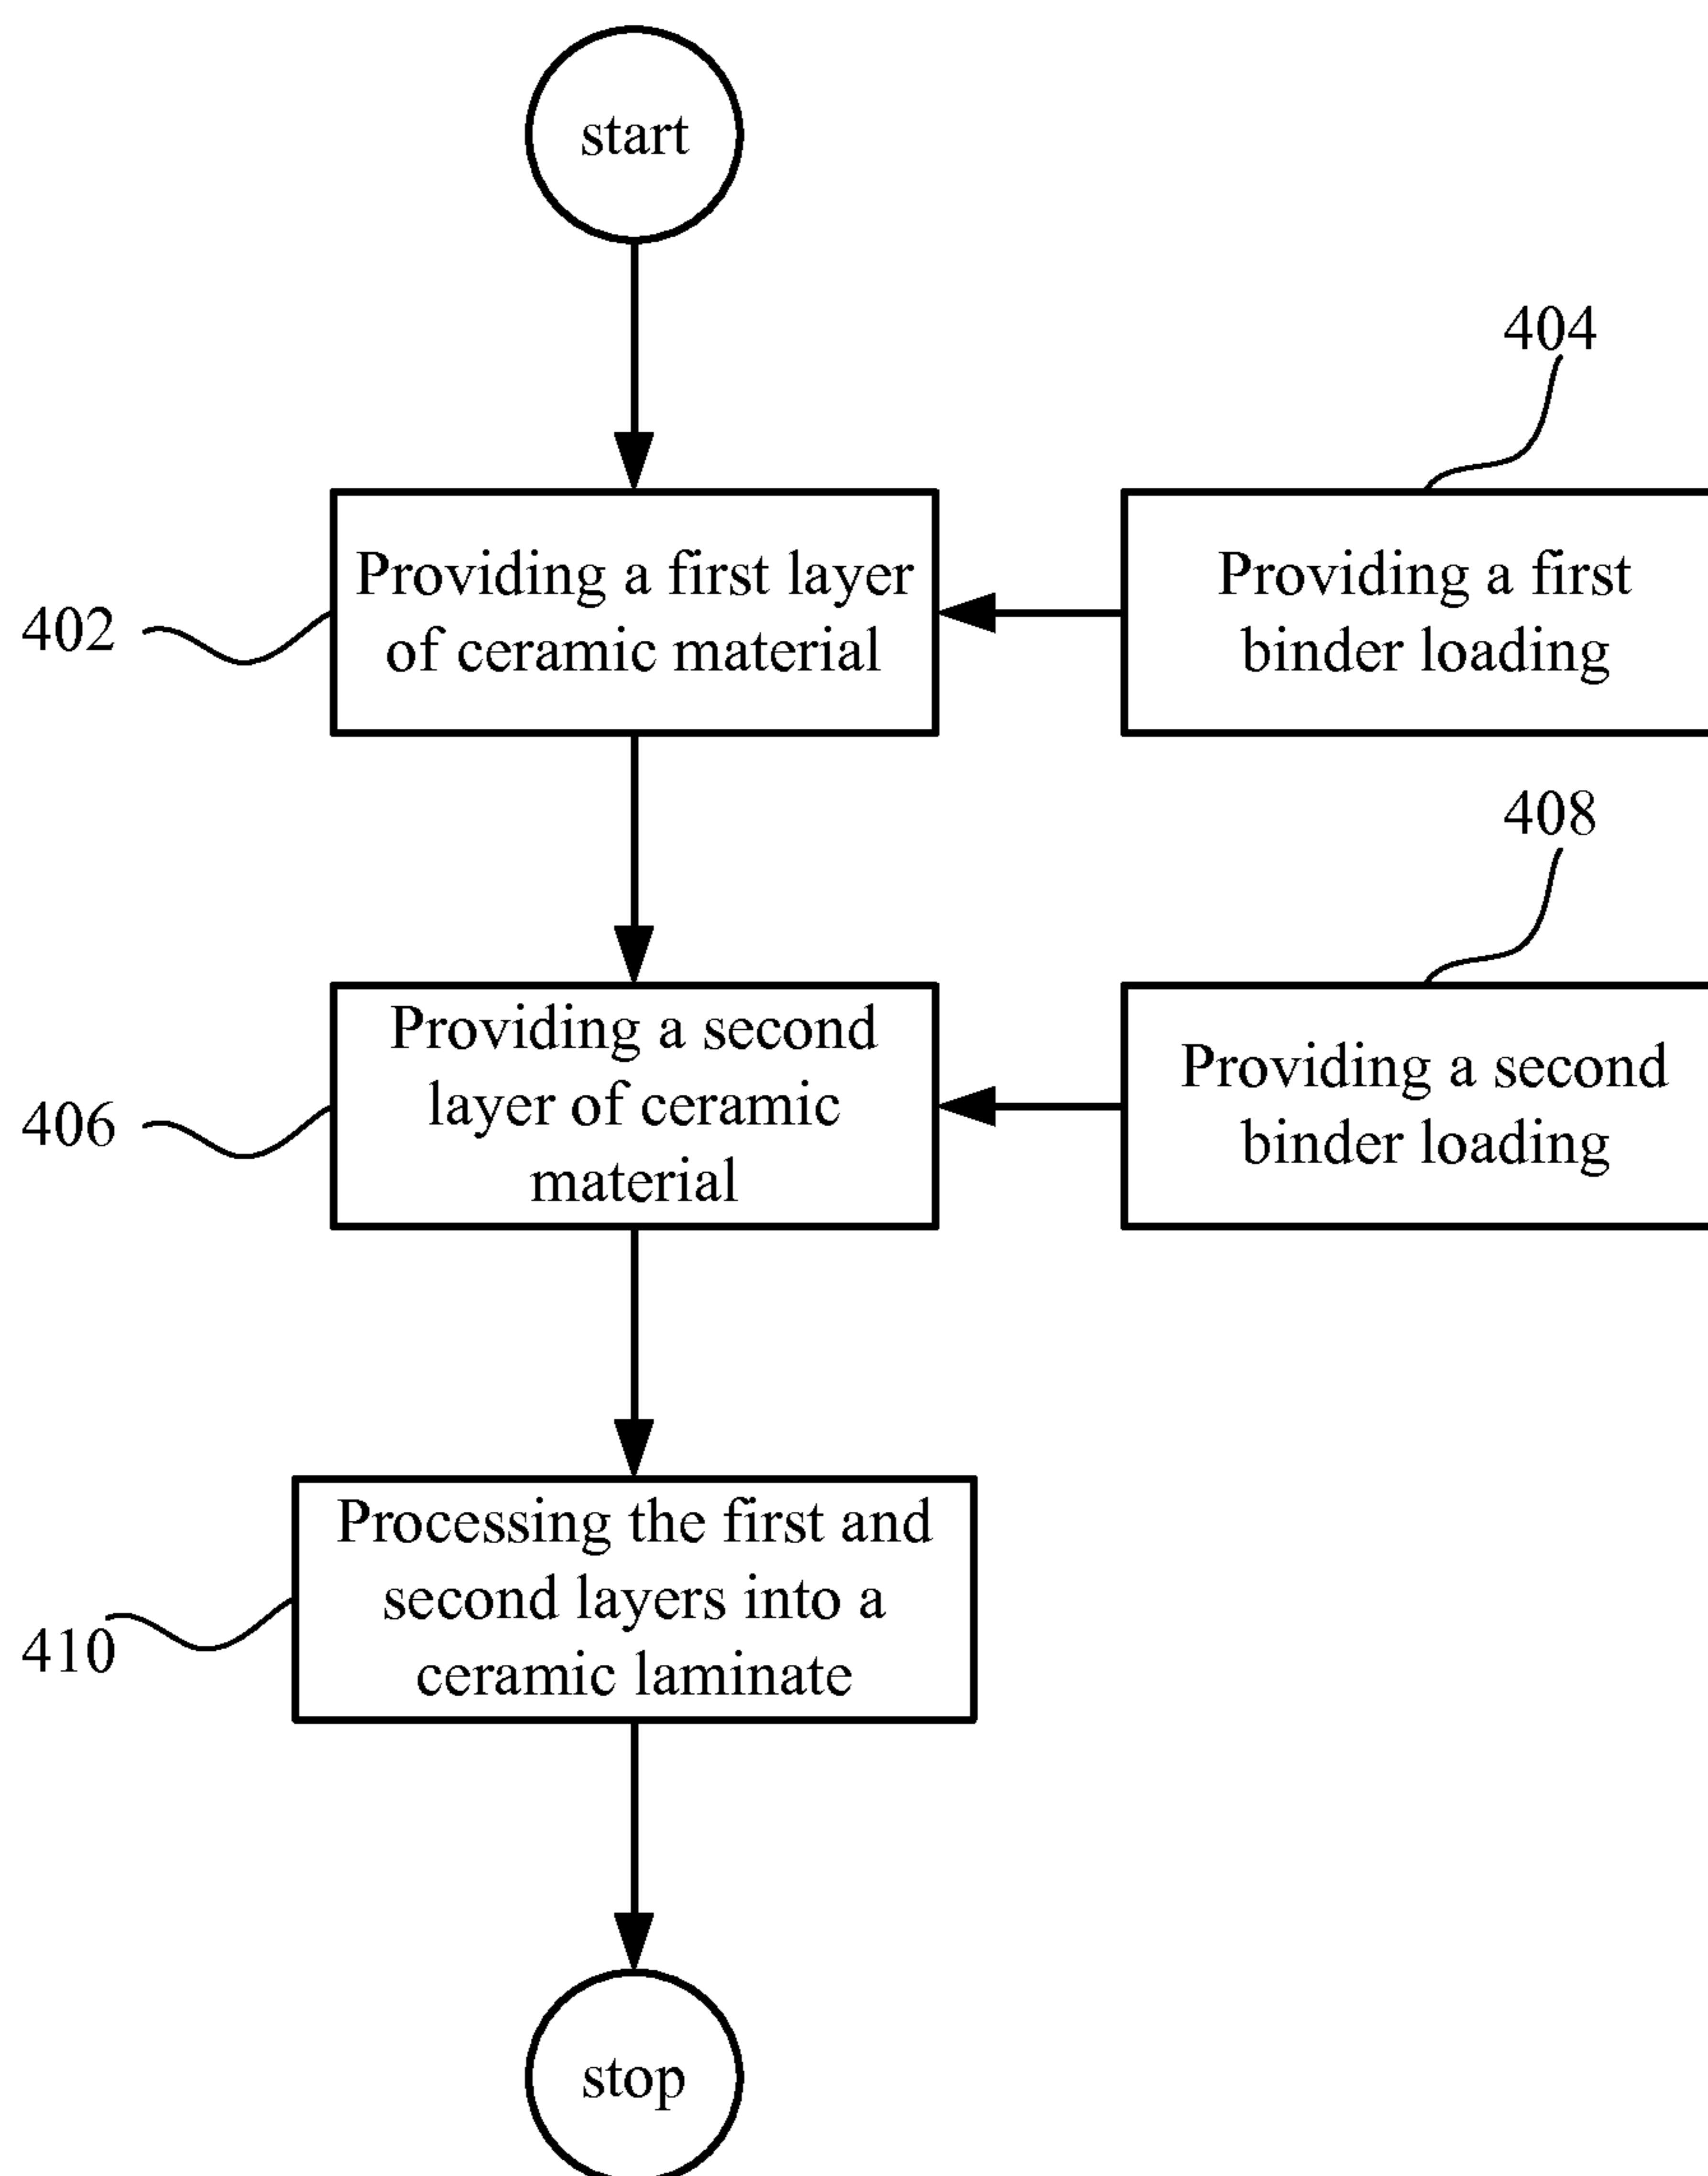 start
404
402
Providing a first layer
of ceramic material
Providing a first
binder loading
408
406
Providing a second
layer of ceramic
material
Providing a second
binder loading
410
Processing the first and
second layers into a
ceramic laminate
stop